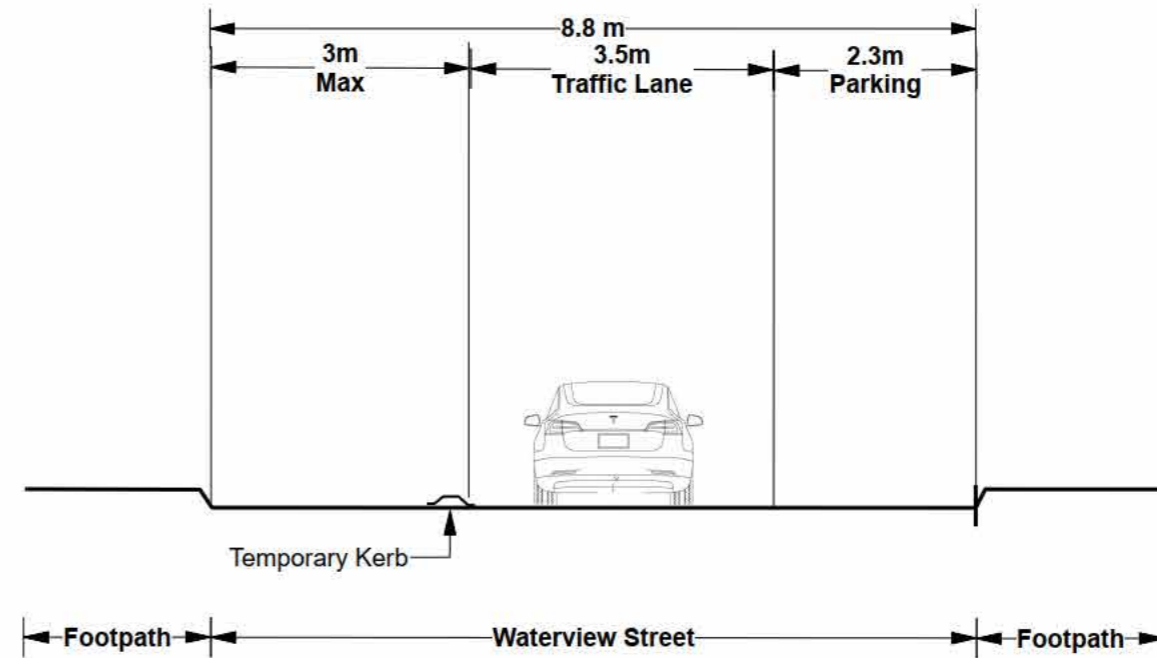 8.8 m
3m
Max
3.5m
Traffic Lane
2.3m
Parking
Temporary Kerb
Footpath
Waterview Street
Footpath